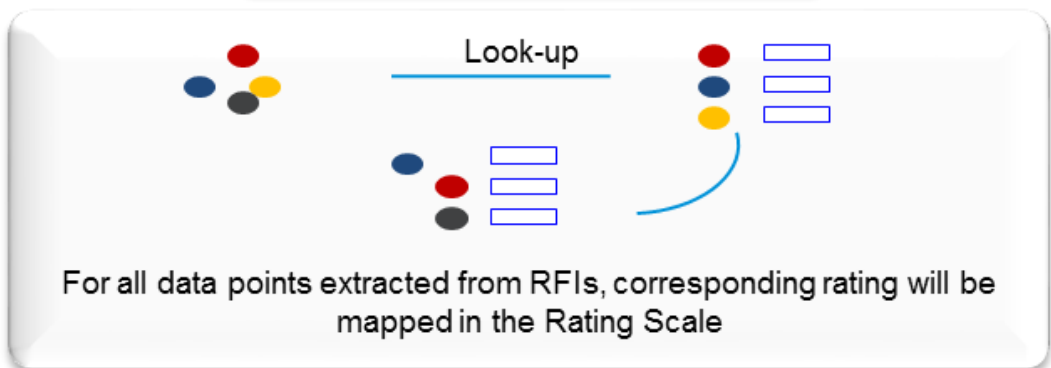 Look-up
For all data points extracted from RFIs, corresponding rating will be
mapped in the Rating Scale